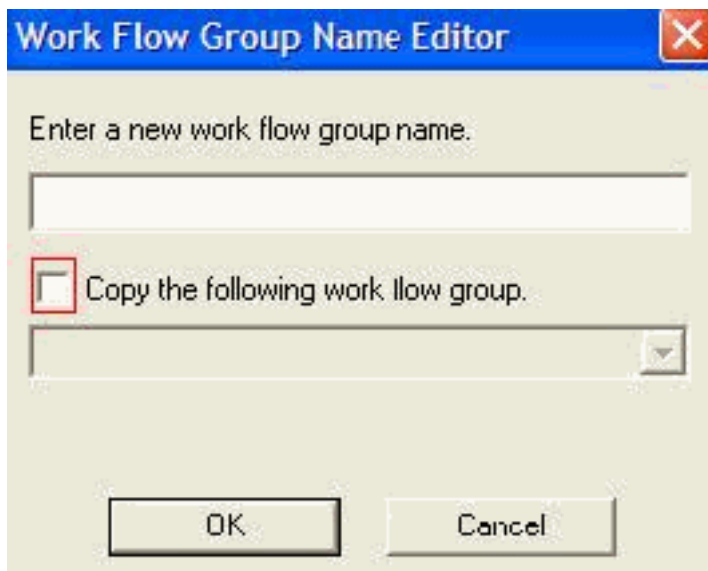 Work Flow Group Name Editor
Enter a new work flow group name.
Copy the following work flow group.
OK
Cancel